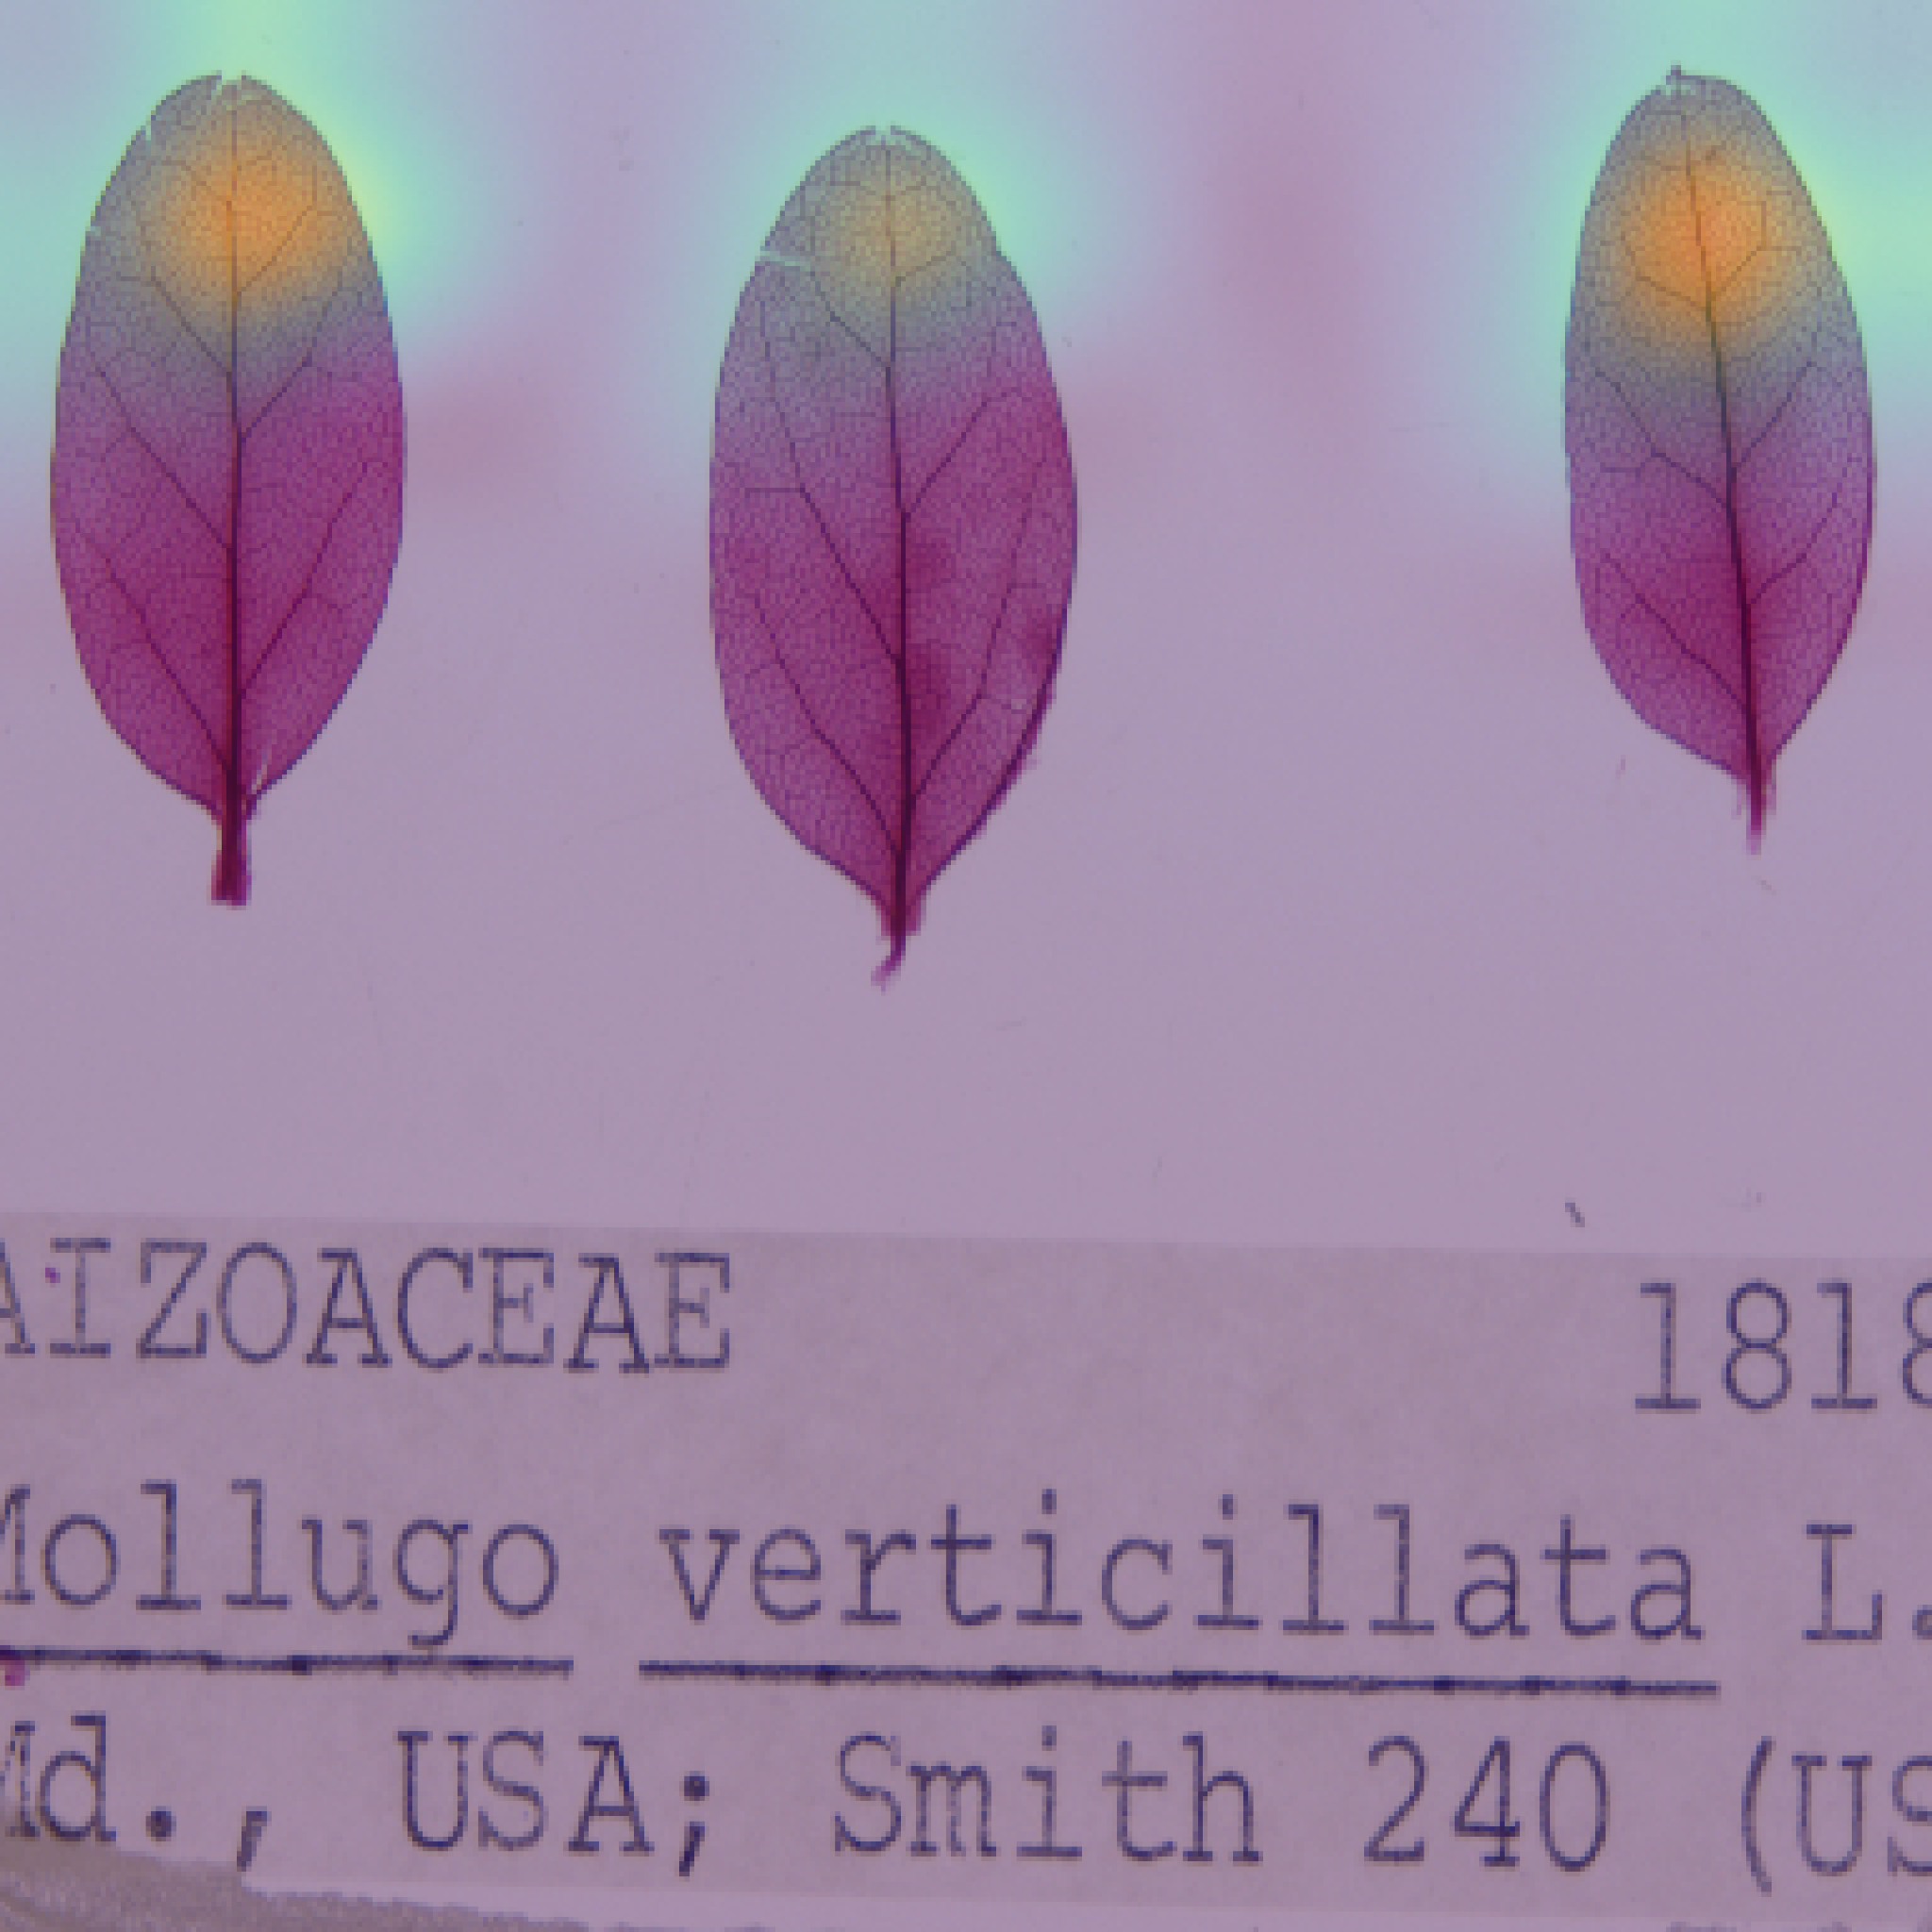 AIZOACEAE 1818
Mollugo verticillata L.
Md., USA; Smith 240 (US